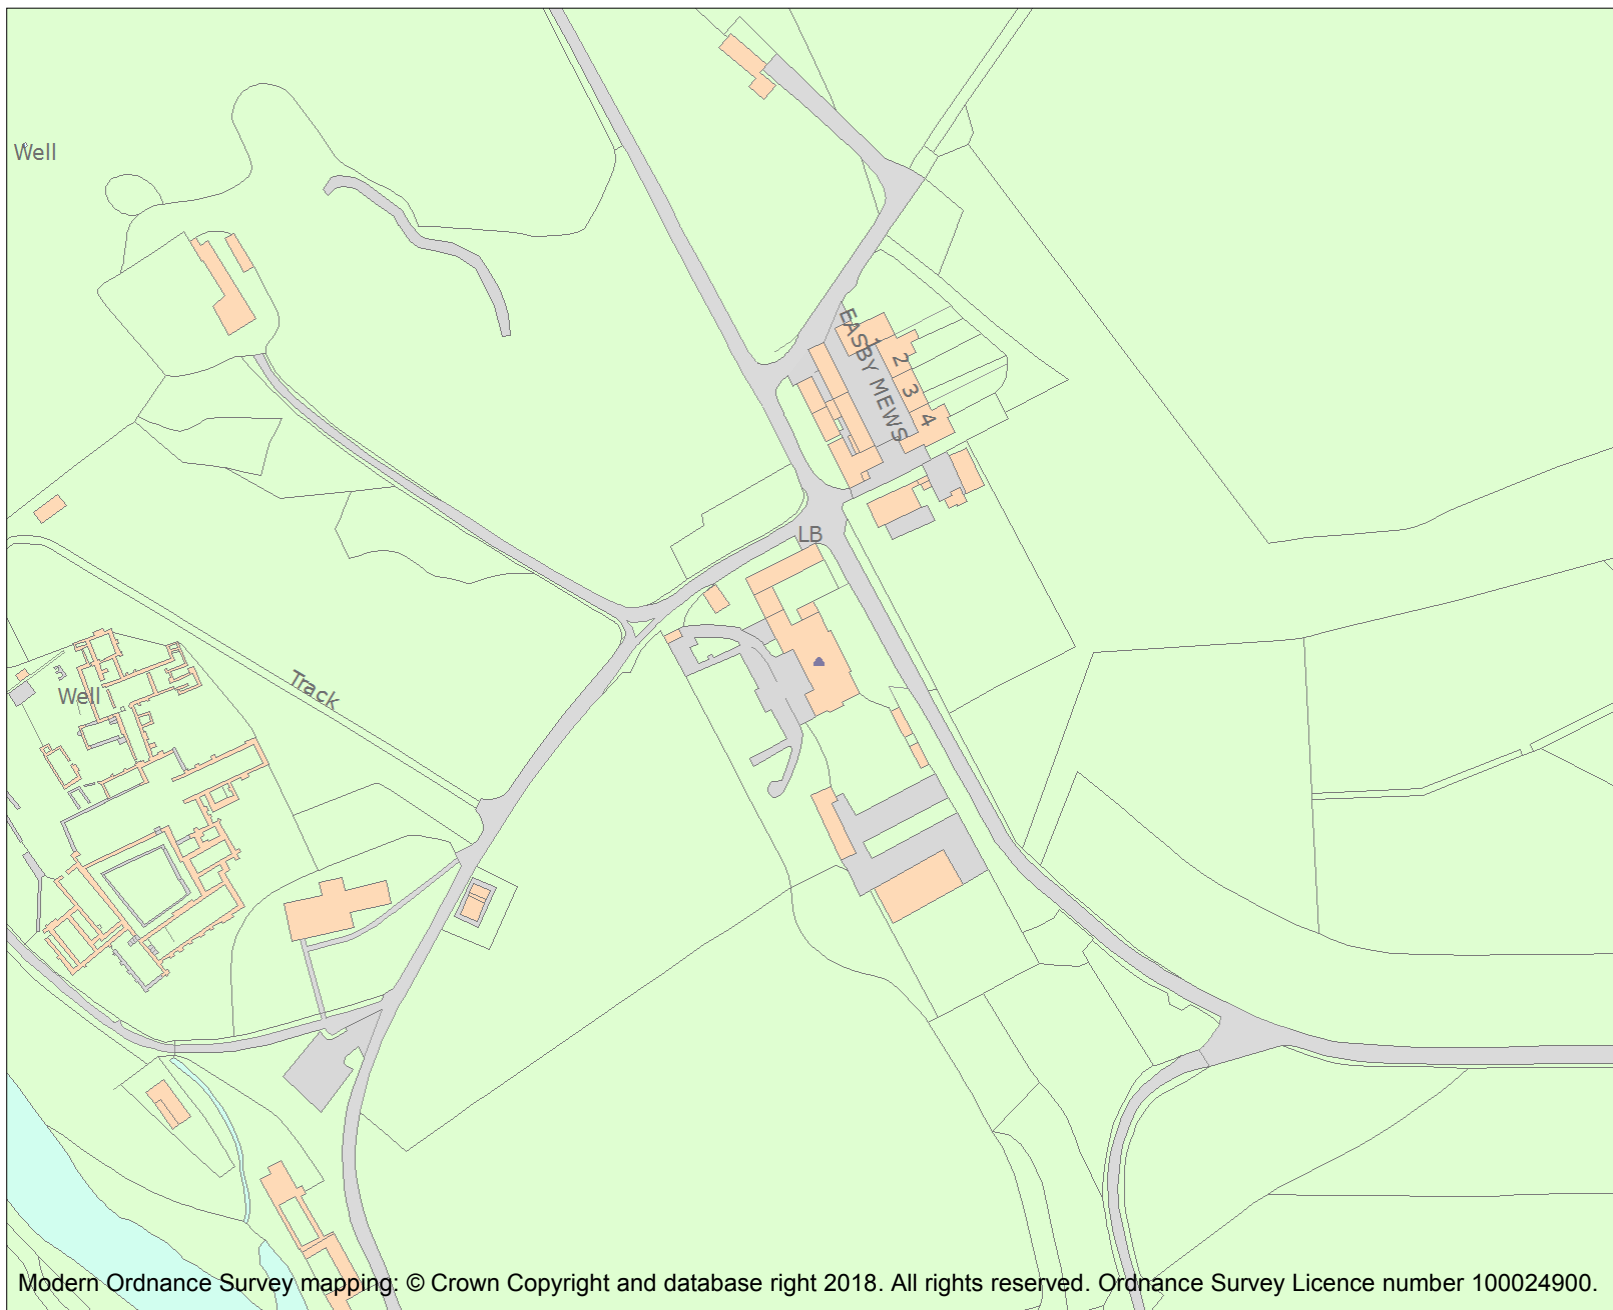 Well
EASBY MEWS
1
2
3
4
LB
Track
Well
Modern Ordnance Survey mapping: © Crown Copyright and database right 2018. All rights reserved. Ordnance Survey Licence number 100024900.